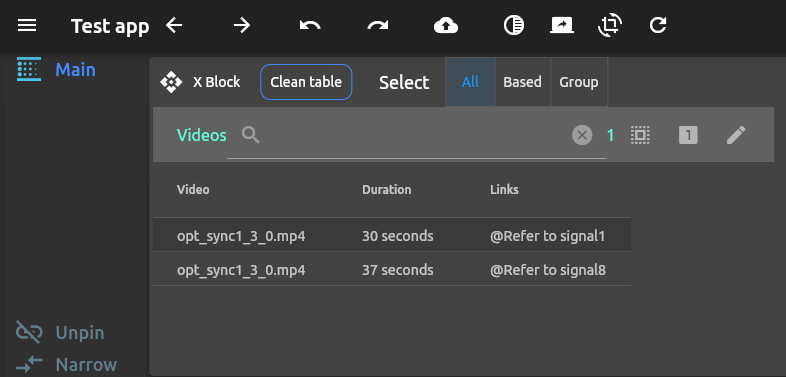 Test app
Main
X Block Clean table Select All Based Group
Videos 1 1
Video Duration Links
opt_sync1_3_0.mp4 30 seconds @Refer to signal1
opt_sync1_3_0.mp4 37 seconds @Refer to signal8
Unpin
Narrow